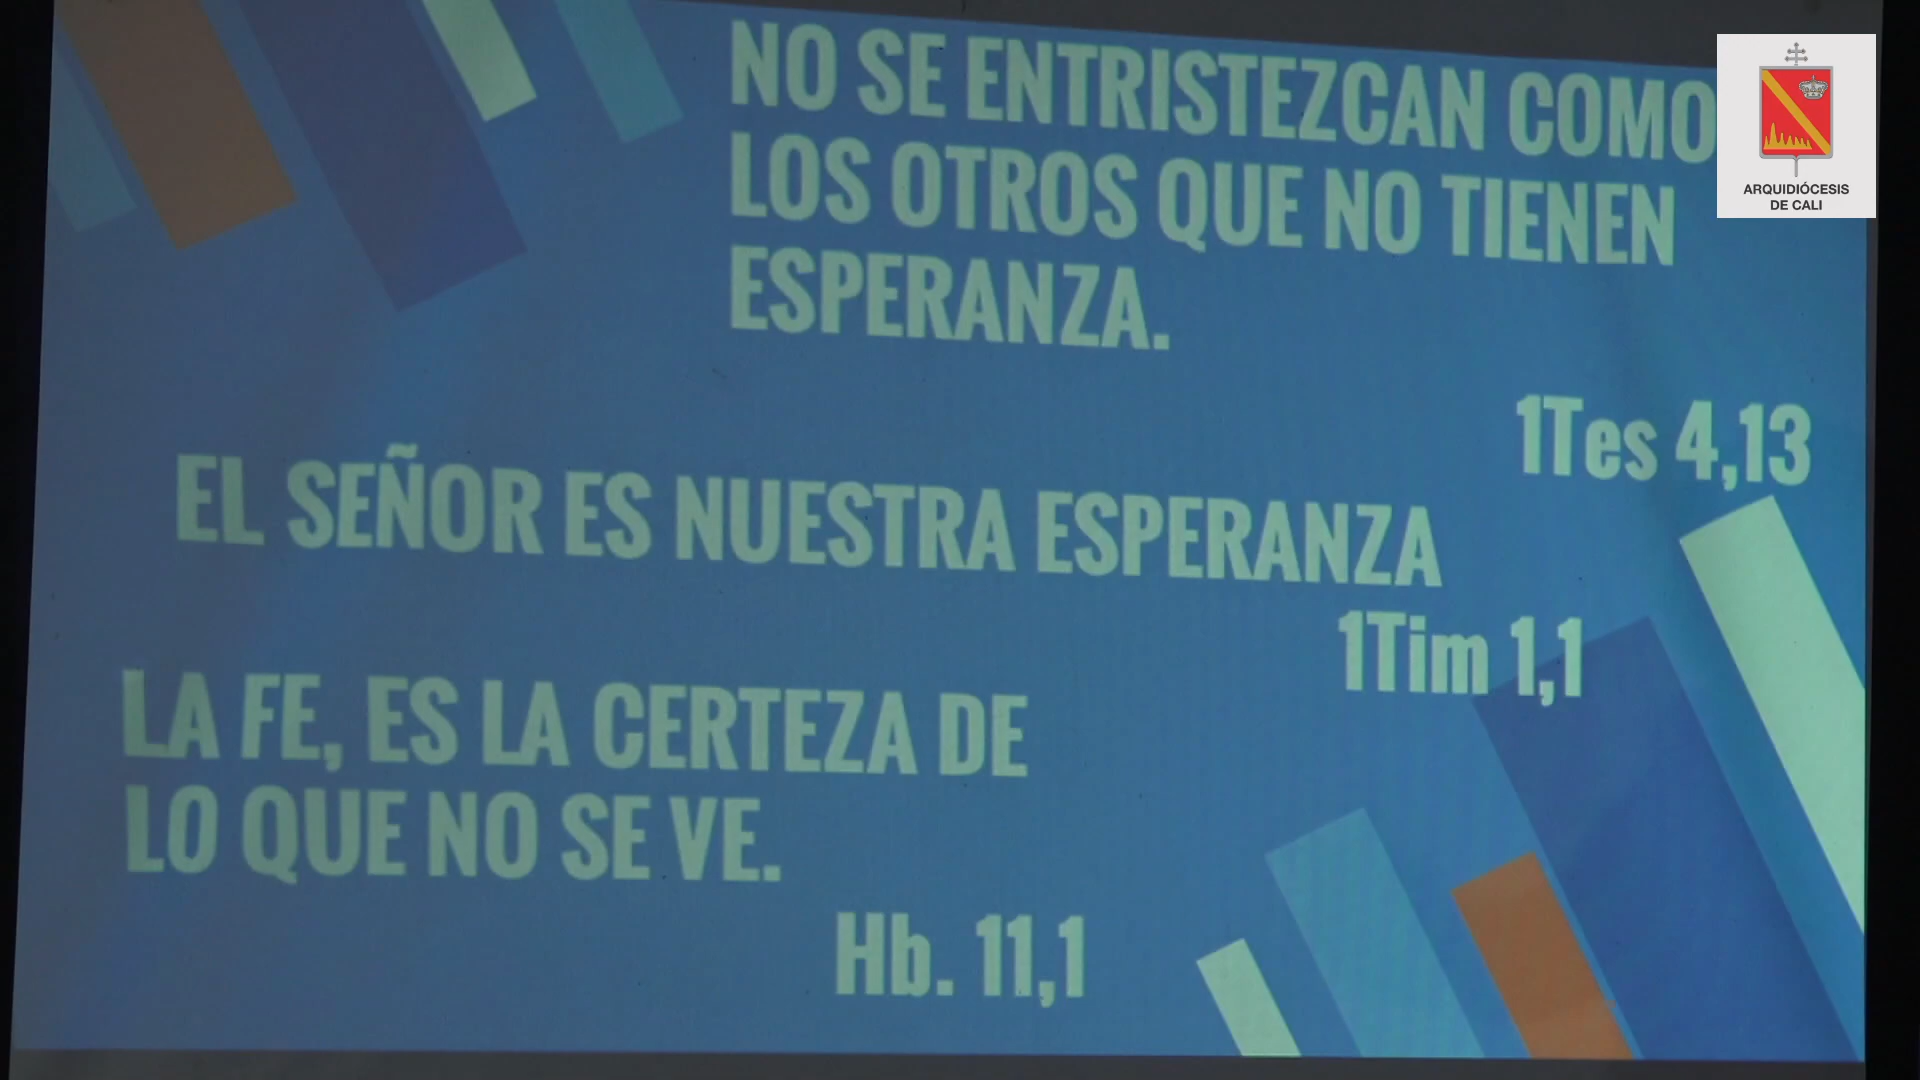 NO SE ENTRISTEZCAN COMO
LOS OTROS QUE NO TIENEN
ESPERANZA.
1Tes 4,13
EL SEÑOR ES NUESTRA ESPERANZA
1Tim 1,1
LA FE, ES LA CERTEZA DE
LO QUE NO SE VE.
Hb. 11,1
ARQUIDIÓCESIS
DE CALI